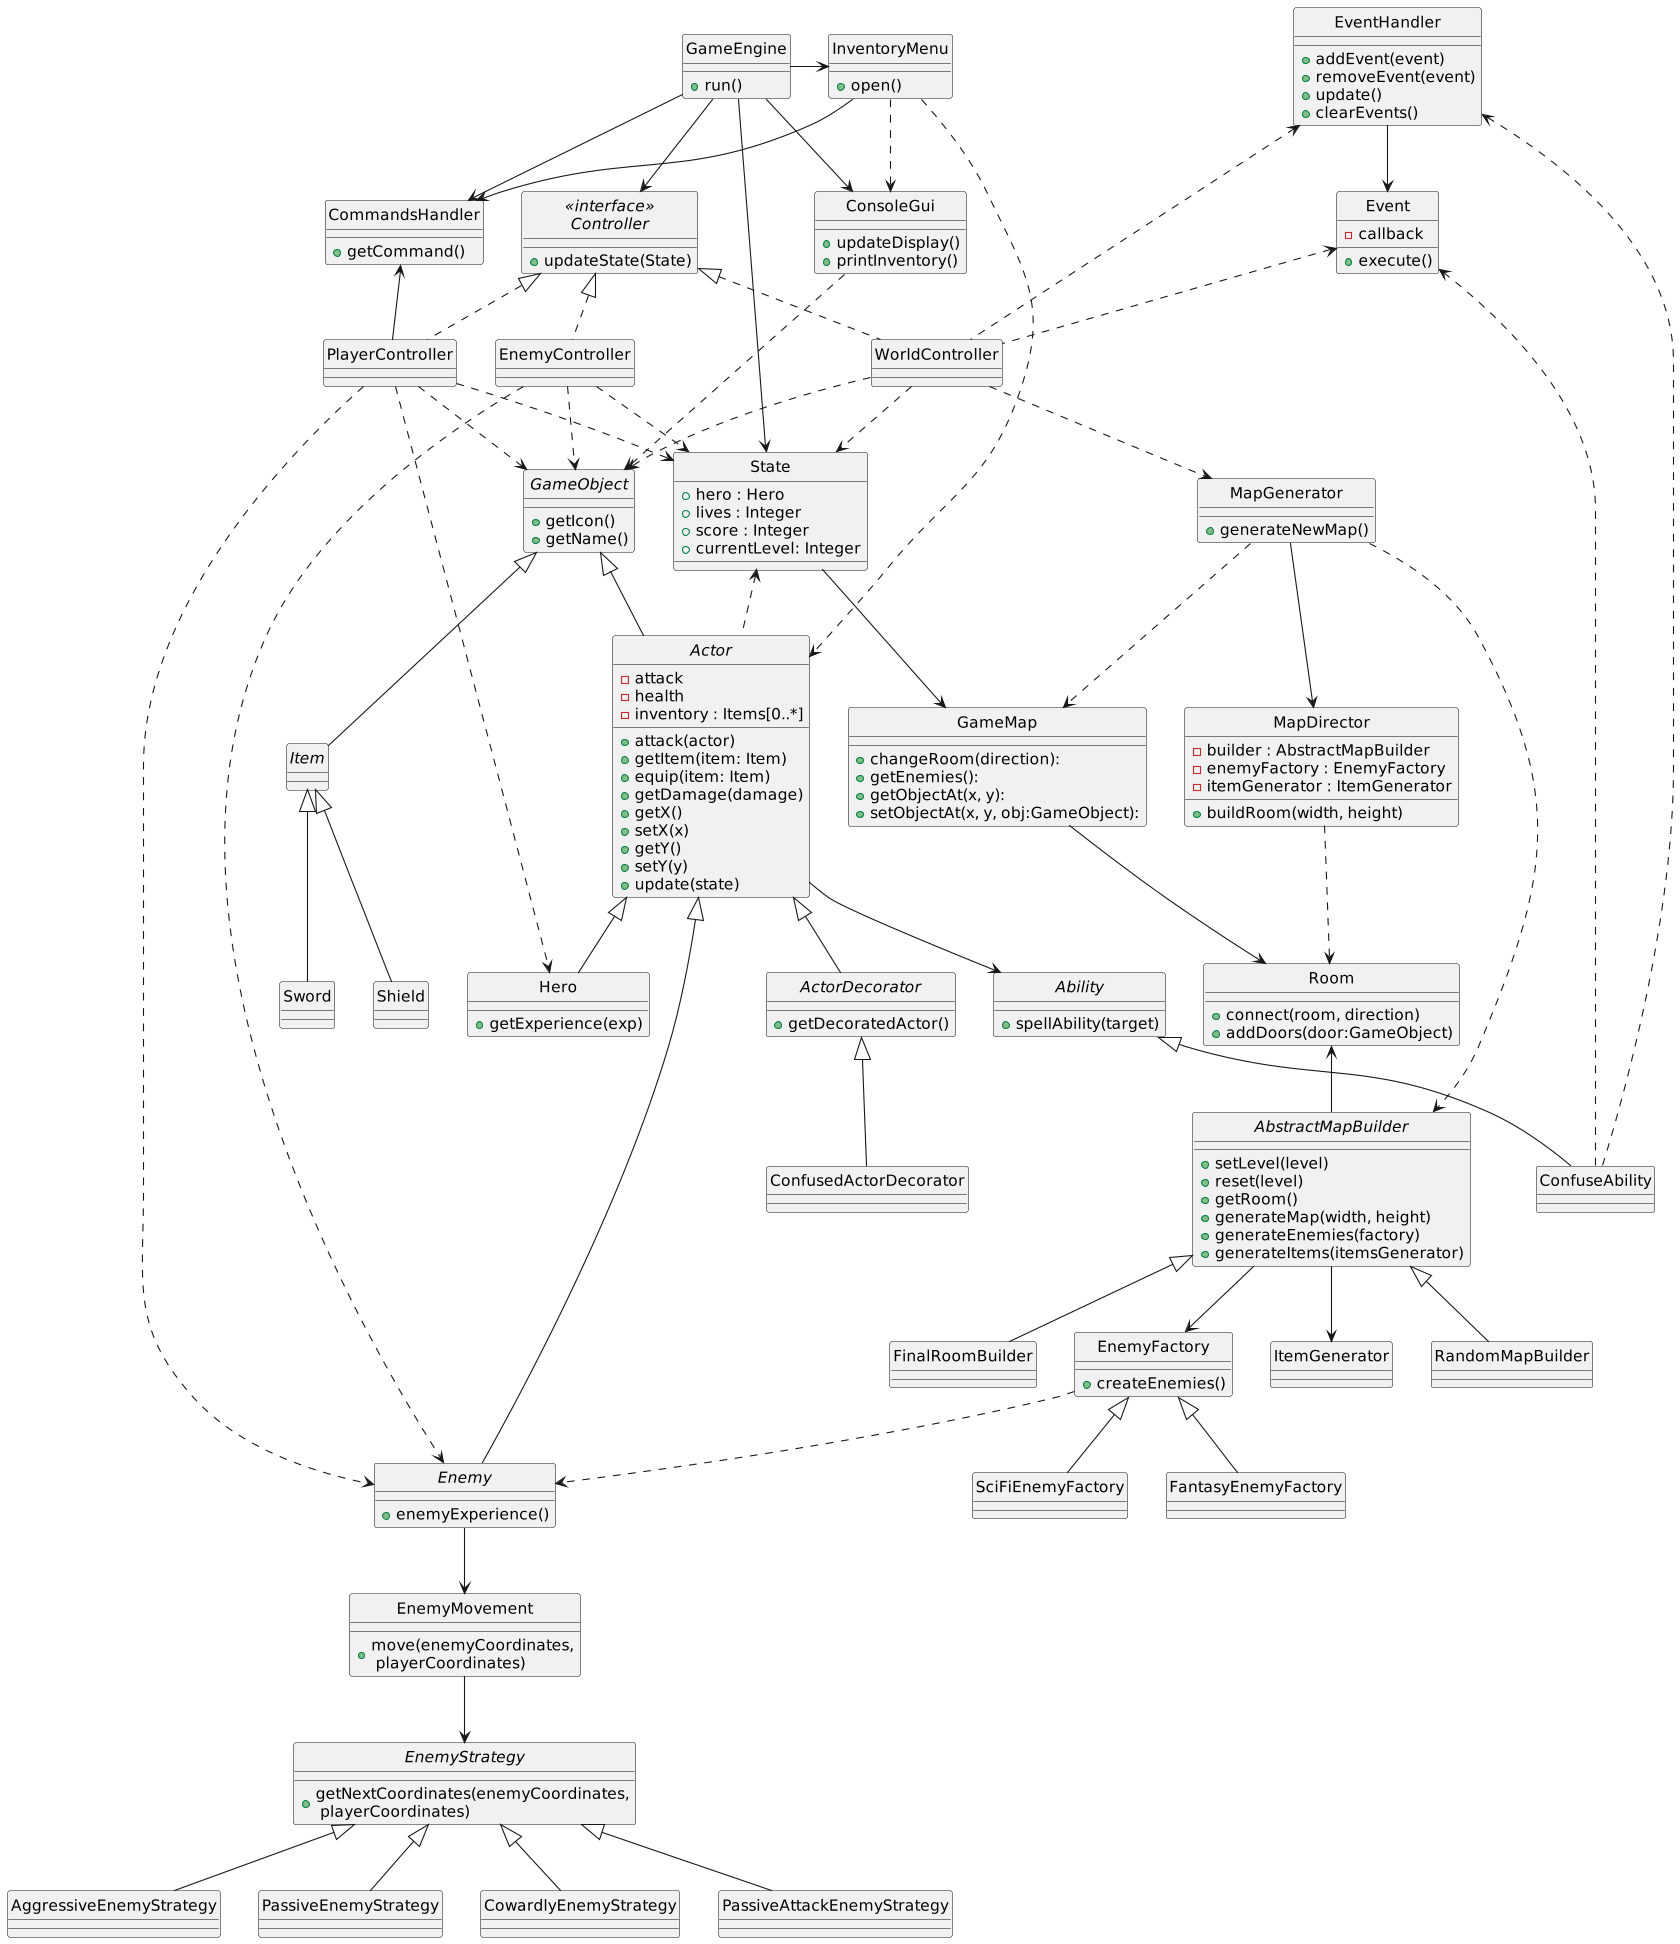 EventHandler
addEvent(event)
removeEvent(event)
update()
clearEvents()
GameEngine
run()
InventoryMenu
open()
CommandsHandler
getCommand()
«interface»
Controller
updateState(State)
ConsoleGui
updateDisplay()
printInventory()
Event
callback
execute()
PlayerController
EnemyController
WorldController
GameObject
getIcon()
getName()
State
hero : Hero
lives : Integer
score : Integer
currentLevel: Integer
MapGenerator
generateNewMap()
Item
Actor
attack
health
inventory : Items[0..*]
attack(actor)
getItem(item: Item)
equip(item: Item)
getDamage(damage)
getX()
setX(x)
getY()
setY(y)
update(state)
GameMap
changeRoom(direction):
getEnemies():
getObjectAt(x, y):
setObjectAt(x, y, obj:GameObject):
MapDirector
builder : AbstractMapBuilder
enemyFactory : EnemyFactory
itemGenerator : ItemGenerator
buildRoom(width, height)
Sword
Shield
Hero
getExperience(exp)
ActorDecorator
getDecoratedActor()
Ability
spellAbility(target)
Room
connect(room, direction)
addDoors(door:GameObject)
ConfusedActorDecorator
AbstractMapBuilder
setLevel(level)
reset(level)
getRoom()
generateMap(width, height)
generateEnemies(factory)
generateItems(itemsGenerator)
ConfuseAbility
FinalRoomBuilder
EnemyFactory
createEnemies()
ItemGenerator
RandomMapBuilder
Enemy
enemyExperience()
SciFiEnemyFactory
FantasyEnemyFactory
EnemyMovement
move(enemyCoordinates,
playerCoordinates)
EnemyStrategy
getNextCoordinates(enemyCoordinates,
playerCoordinates)
AggressiveEnemyStrategy
PassiveEnemyStrategy
CowardlyEnemyStrategy
PassiveAttackEnemyStrategy